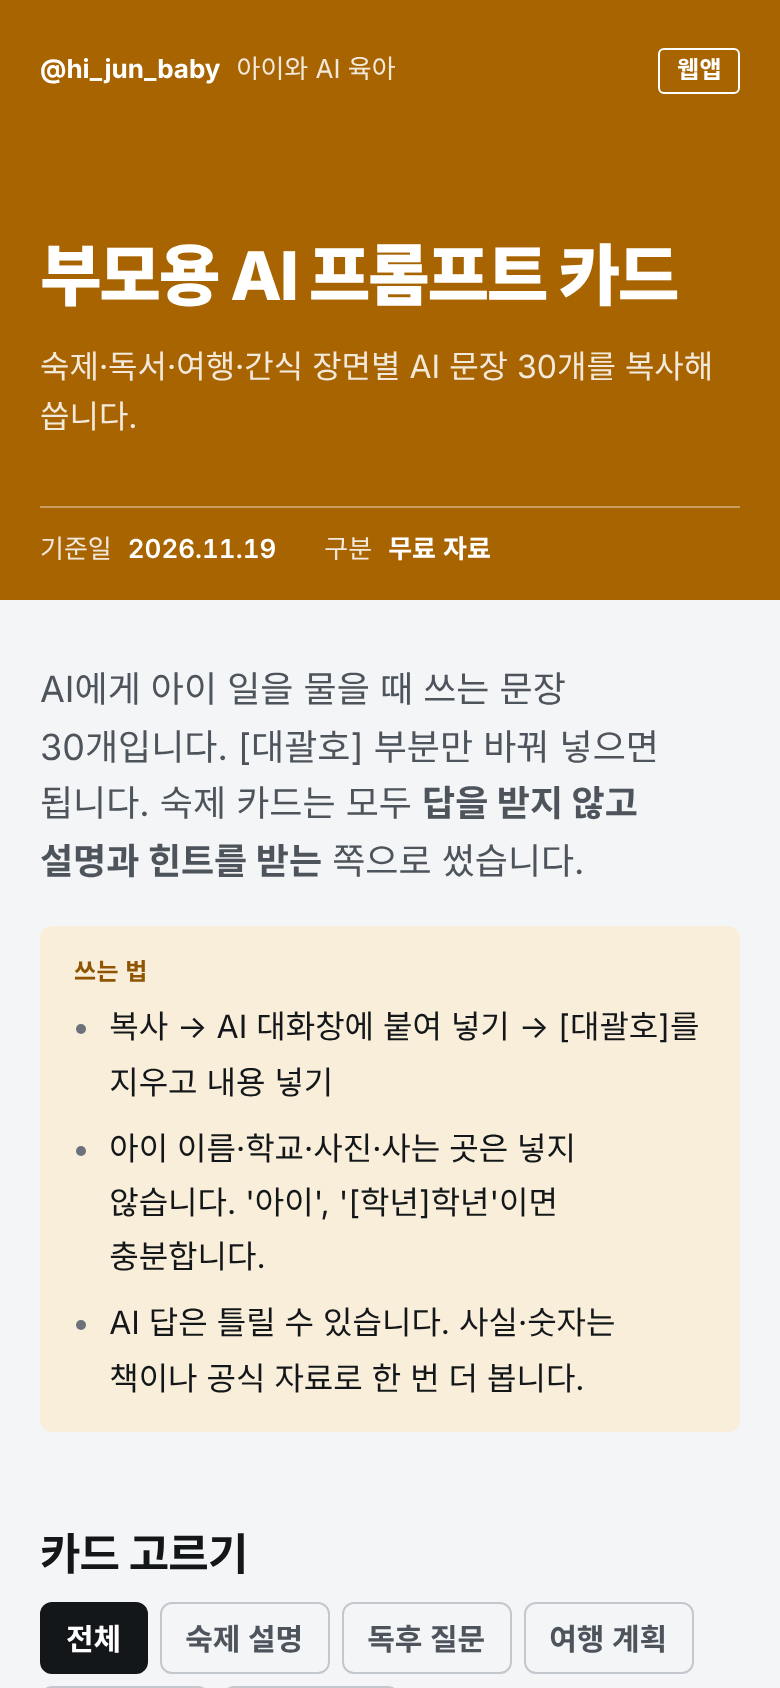 @hi_jun_baby 아이와 AI 육아
웹앱
부모용 AI 프롬프트 카드
숙제·독서·여행·간식 장면별 AI 문장 30개를 복사해
씁니다.
기준일 2026.11.19 구분 무료 자료
AI에게 아이 일을 물을 때 쓰는 문장
30개입니다. [대괄호] 부분만 바꿔 넣으면
됩니다. 숙제 카드는 모두 답을 받지 않고
설명과 힌트를 받는 쪽으로 썼습니다.
쓰는 법
• 복사 → AI 대화창에 붙여 넣기 → [대괄호]를
지우고 내용 넣기
• 아이 이름·학교·사진·사는 곳은 넣지
않습니다. '아이', '[학년]학년'이면
충분합니다.
• AI 답은 틀릴 수 있습니다. 사실·숫자는
책이나 공식 자료로 한 번 더 봅니다.
카드 고르기
전체 숙제 설명 독후 질문 여행 계획